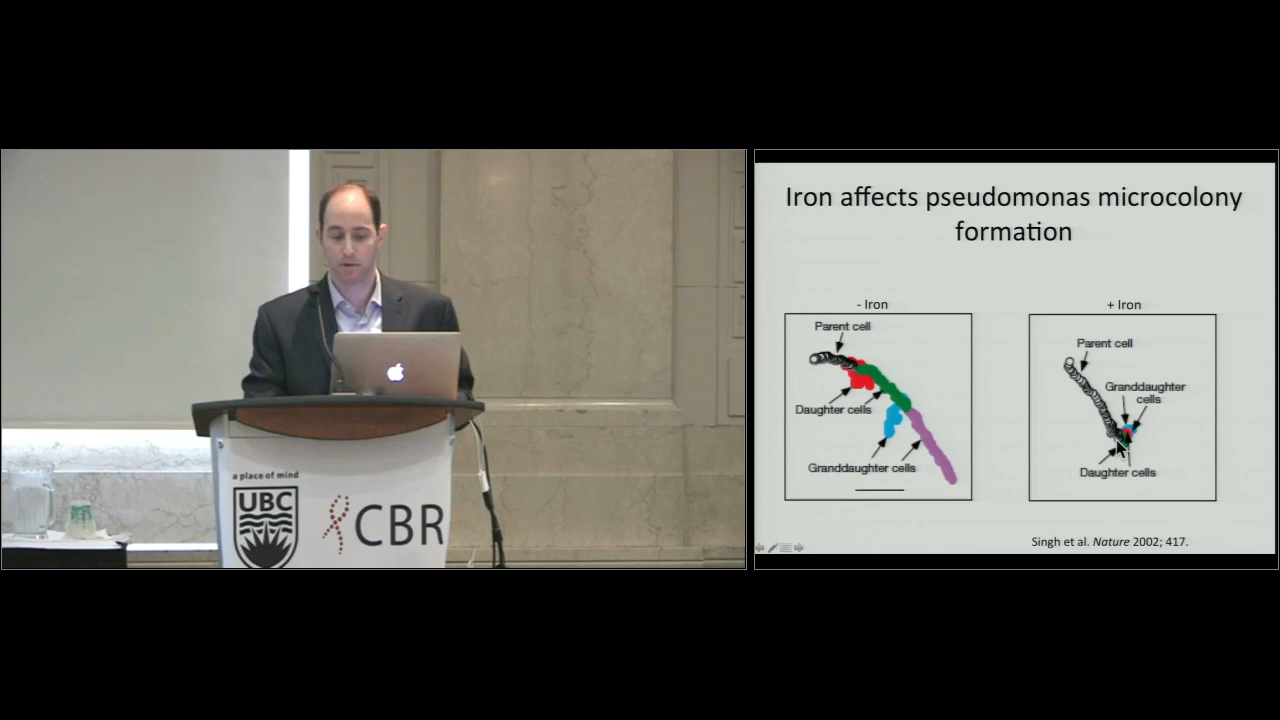 a place of mind
UBC
CBR
Iron affects pseudomonas microcolony
formation
- Iron
Parent cell
Daughter cells
Granddaughter cells
+ Iron
Parent cell
Granddaughter
cells
Daughter cells
Singh et al. Nature 2002; 417.